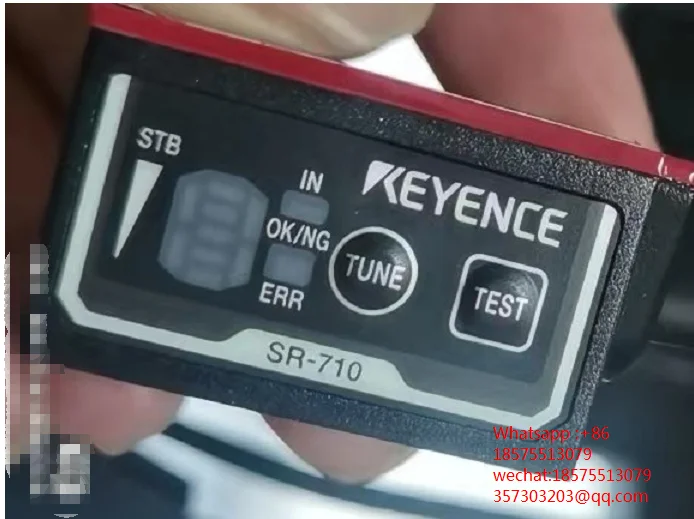 STB
IN
KEYENCE
OK/NG
TUNE
ERR
TEST
SR-710
Whatsapp :+86
18575513079
wechat:18575513079
357303203@qq.com